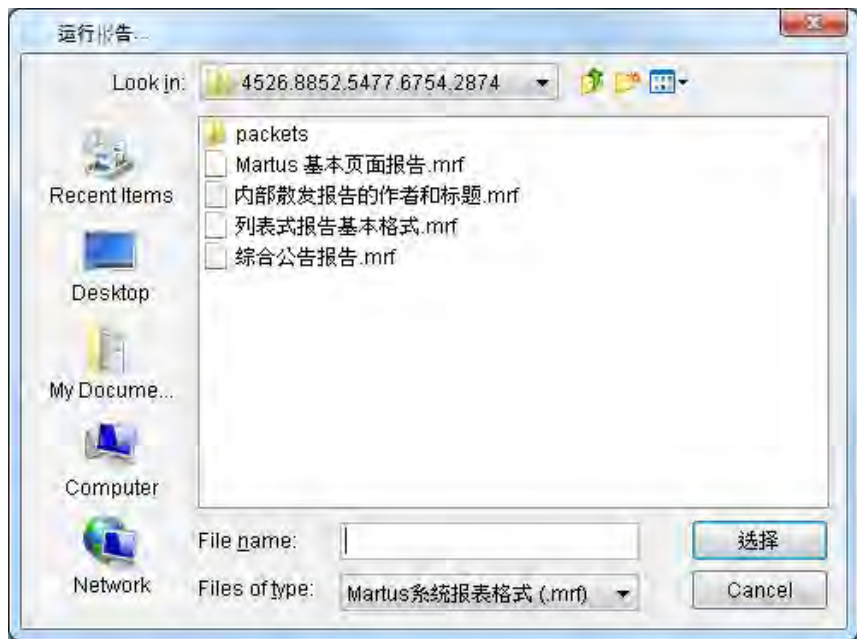 运行报告...
Look in:
4526.8852.5477.6754.2874
packets
Martus 基本页面报告.mrf
内部散发报告的作者和标题.mrf
列表式报告基本格式.mrf
综合公告报告.mrf
Recent Items
Desktop
My Docume...
Computer
Network
File name:
选择
Files of type:
Martus系统报表格式 (.mrf)
Cancel